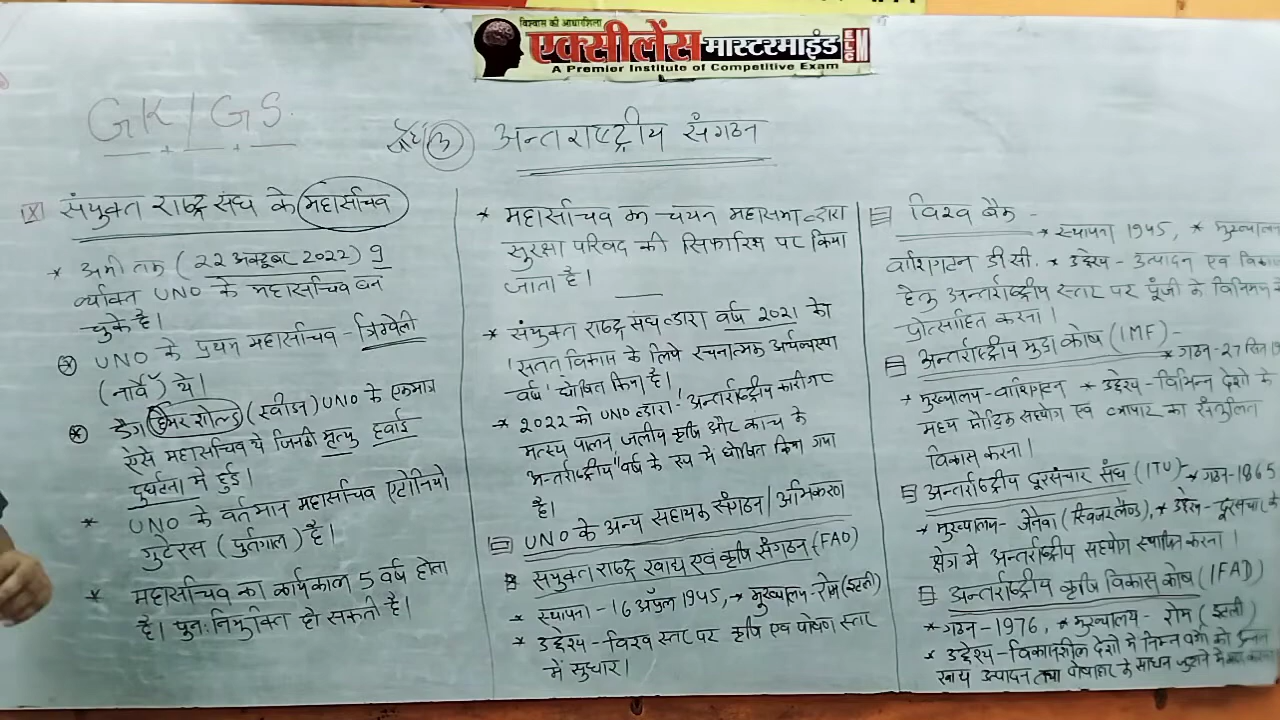 विश्वास की आधारशिला
एक्सीलेंस मास्टरमाइंड ELC M
A Premier Institute of Competitive Exam
GK/GS.
③ अन्तराष्ट्रीय संगठन
संयुक्त राष्ट्र संघ के महासचिव
* अभी तक (22 अक्टूबर 2022) 9
व्यक्ति UNO के महासचिव बन
चुके है।
* UNO के प्रथम महासचिव - त्रिग्वेली
(नार्वे) थे।
* डैग हैमर शोल्ड (स्वीडन) UNO के एकमात्र
ऐसे महासचिव थे जिनकी मृत्यु हवाई
दुर्घटना में हुई।
* UNO के वर्तमान महासचिव एंटोनियो
गुटेरस (पुर्तगाल) है।
* महासचिव का कार्यकाल 5 वर्ष होता
है। पुनः नियुक्ति हो सकती है।
* महासचिव का चयन महासभा द्वारा
सुरक्षा परिषद की सिफारिस पर किया
जाता है।
* संयुक्त राष्ट्र संघ द्वारा वर्ष 2021 को
'सतत विकास के लिये रचनात्मक अर्थव्यवस्था
वर्ष' घोषित किया है।
* 2022 को UNO द्वारा - 'अन्तर्राष्ट्रीय कारीगर
मत्स्य पालन, जलीय कृषि और कांच के
अन्तर्राष्ट्रीय" वर्ष के रूप में घोषित किया गया
है।
UNO के अन्य सहायक संगठन/अभिकरण
* संयुक्त राष्ट्र खाद्य एवं कृषि संगठन (FAO)
* स्थापना - 16 अप्रैल 1945, → मुख्यालय - रोम (इटली)
* उद्देश्य - विश्व स्तर पर कृषि एवं पोषण स्तर
में सुधार।
विश्व बैंक -
* स्थापना 1945, * मुख्यालय
वाशिंगटन डी.सी. * उद्देश्य - उत्पादन एवं विकास
हेतु अन्तर्राष्ट्रीय स्तर पर पूंजी के विनिमय
प्रोत्साहित करना।
अन्तर्राष्ट्रीय मुद्रा कोष (IMF) -
* गठन - 27
* मुख्यालय - वाशिंगटन * उद्देश्य - विभिन्न देशों के
मध्य मौद्रिक सहयोग एवं व्यापार का संतुलित
विकास करना।
अन्तर्राष्ट्रीय दूरसंचार संघ (ITU) - * गठन - 1865
* मुख्यालय - जेनेवा (स्विजरलैण्ड), * उद्देश्य - दूरसंचार के
क्षेत्र में अन्तर्राष्ट्रीय सहयोग स्थापित करना।
अन्तर्राष्ट्रीय कृषि विकास कोष (IFAD)
* गठन - 1976, * मुख्यालय - रोम (इटली)
* उद्देश्य - विकासशील देशों में निम्न वर्ग को
खाद्य उत्पादन तथा पोषाहार के साधन जुटाने में